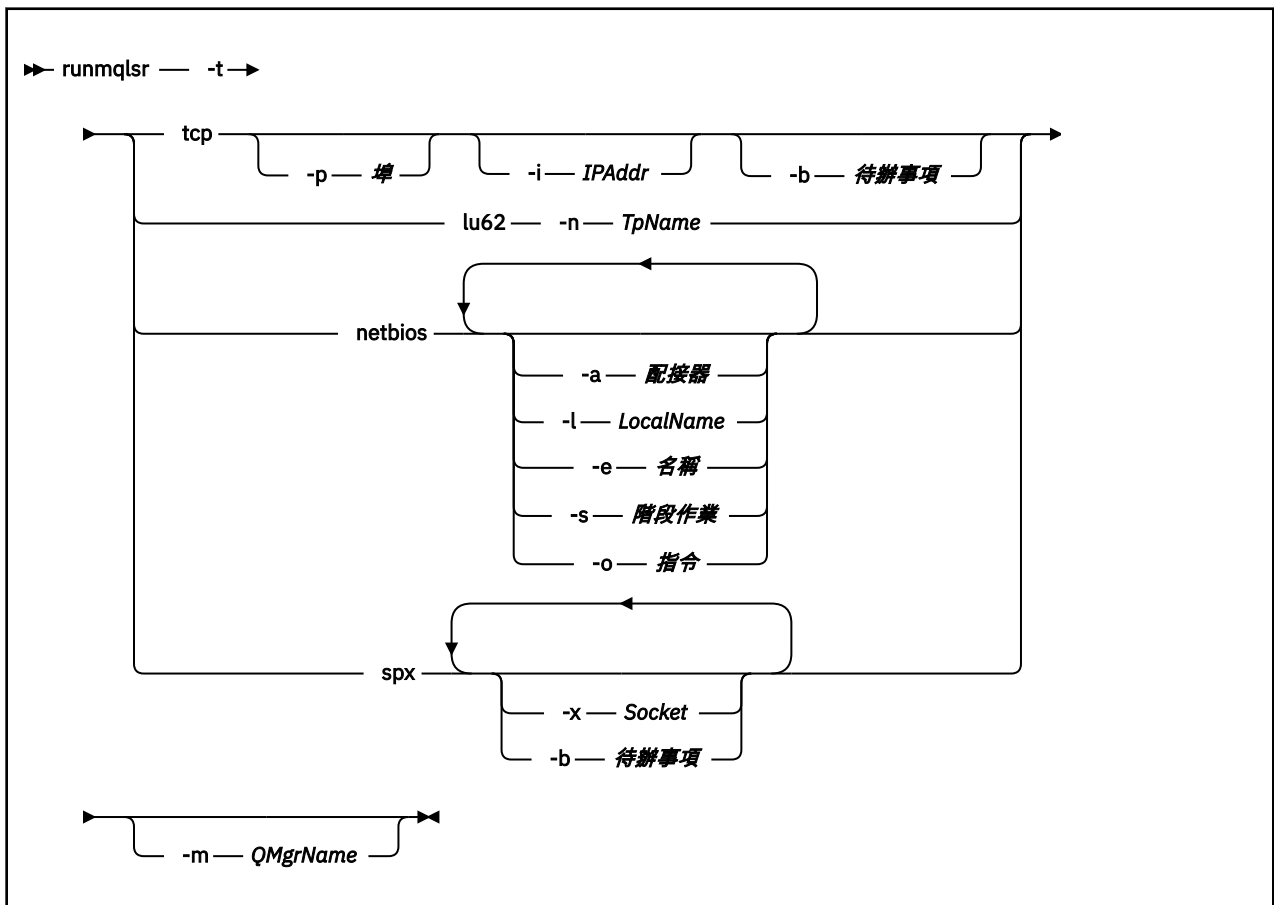 runmqlsr -t
tcp
-p 埠 -i IPAddr -b 待辦事項
lu62 -n TpName
netbios
-a 配接器
-l LocalName
-e 名稱
-s 階段作業
-o 指令
spx
-x Socket
-b 待辦事項
-m QMgrName